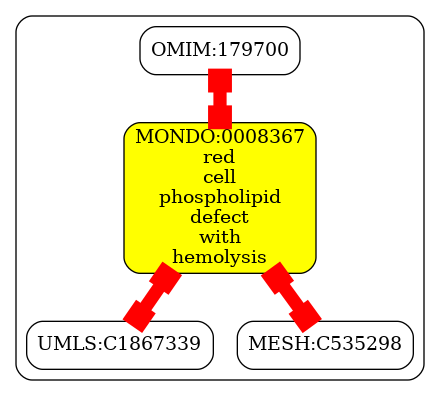 OMIM:179700
MONDO:0008367
red
cell
phospholipid
defect
with
hemolysis
UMLS:C1867339
MESH:C535298